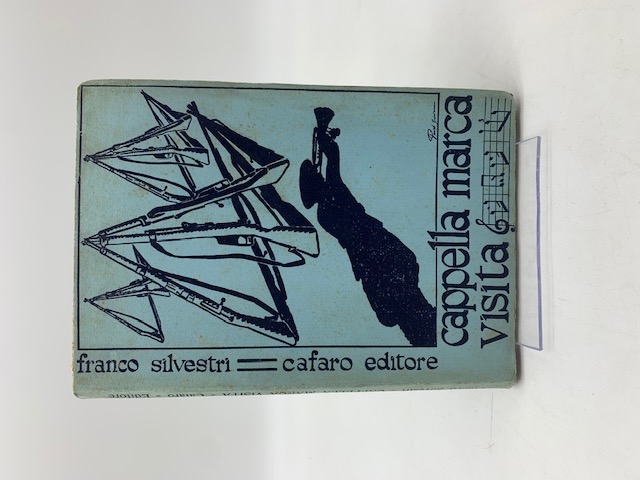 franco silvestri = cafaro editore
cappella marca
visita